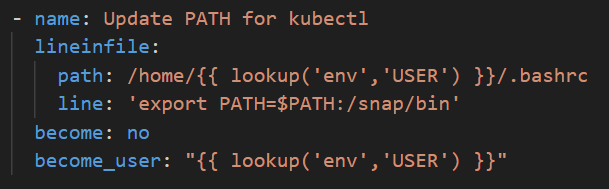 - name: Update PATH for kubectl
  lineinfile:
    path: /home/{{ lookup('env','USER') }}/.bashrc
    line: 'export PATH=$PATH:/snap/bin'
  become: no
  become_user: "{{ lookup('env','USER') }}"